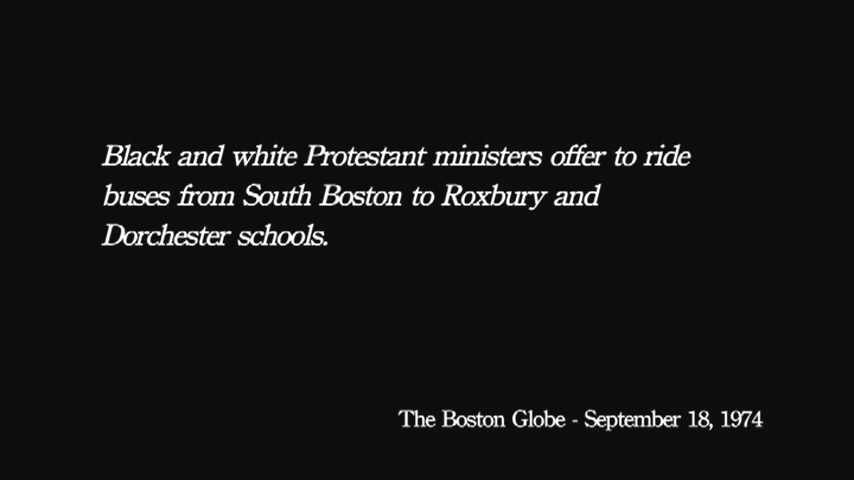 Black and white Protestant ministers offer to ride
buses from South Boston to Roxbury and
Dorchester schools.
The Boston Globe - September 18, 1974